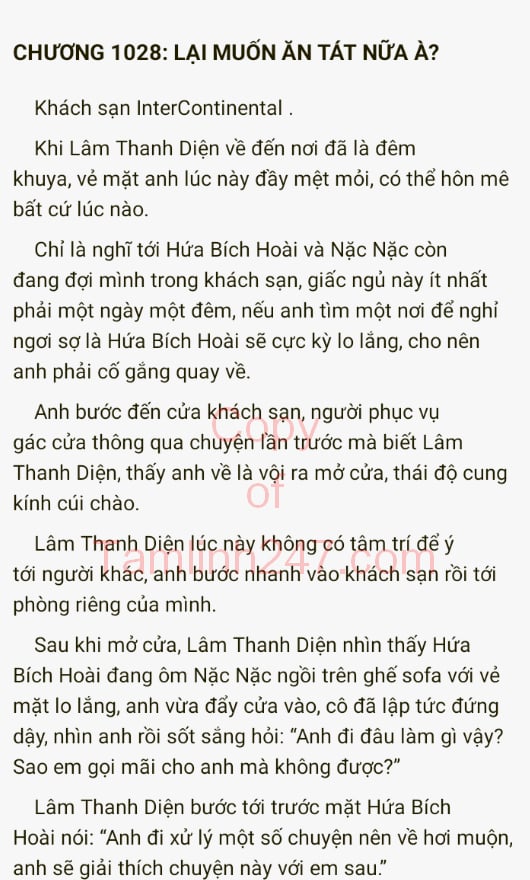 CHƯƠNG 1028: LẠI MUỐN ĂN TÁT NỮA À?
Khách sạn InterContinental .
Khi Lâm Thanh Diện về đến nơi đã là đêm
khuya, vẻ mặt anh lúc này đầy mệt mỏi, có thể hôn mê
bất cứ lúc nào.
Chỉ là nghĩ tới Hứa Bích Hoài và Nặc Nặc còn
đang đợi mình trong khách sạn, giấc ngủ này ít nhất
phải một ngày một đêm, nếu anh tìm một nơi để nghỉ
ngơi sợ là Hứa Bích Hoài sẽ cực kỳ lo lắng, cho nên
anh phải cố gắng quay về.
Anh bước đến cửa khách sạn, người phục vụ
gác cửa thông qua chuyện lần trước mà biết Lâm
Thanh Diện, thấy anh về là vội ra mở cửa, thái độ cung
kính cúi chào.
Lâm Thanh Diện lúc này không có tâm trí để ý
tới người khác, anh bước nhanh vào khách sạn rồi tới
phòng riêng của mình.
Sau khi mở cửa, Lâm Thanh Diện nhìn thấy Hứa
Bích Hoài đang ôm Nặc Nặc ngồi trên ghế sofa với vẻ
mặt lo lắng, anh vừa đẩy cửa vào, cô đã lập tức đứng
dậy, nhìn anh rồi sốt sắng hỏi: “Anh đi đâu làm gì vậy?
Sao em gọi mãi cho anh mà không được?”
Lâm Thanh Diện bước tới trước mặt Hứa Bích
Hoài nói: “Anh đi xử lý một số chuyện nên về hơi muộn,
anh sẽ giải thích chuyện này với em sau.”
Copy
of
Tamlinh247.com